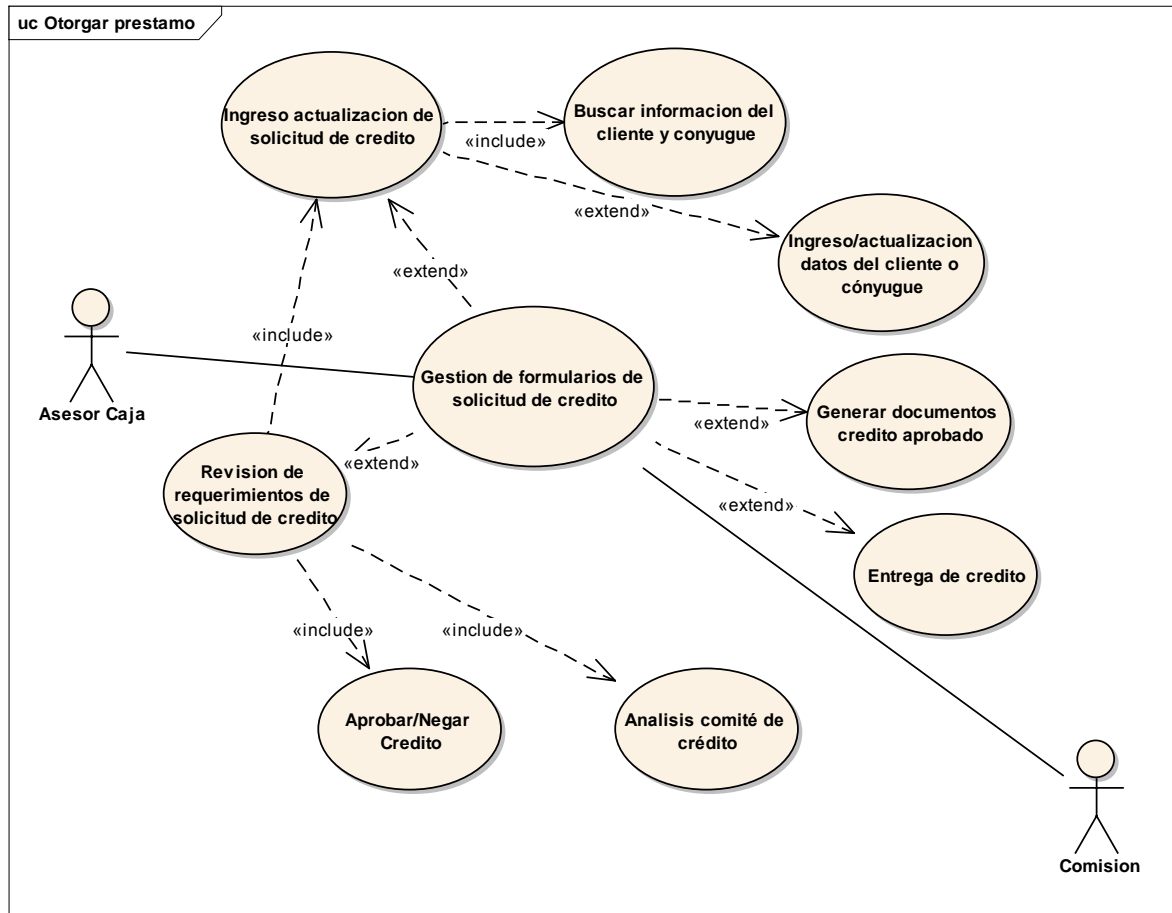 uc Otorgar prestamo
Ingreso actualizacion de
solicitud de credito
Buscar informacion del
cliente y conyugue
«include»
«extend»
Ingreso/actualizacion
datos del cliente o
cónyugue
«extend»
«include»
Asesor Caja
Gestion de formularios de
solicitud de credito
Generar documentos
credito aprobado
«extend»
«extend»
Revision de
requerimientos de
solicitud de credito
«extend»
Entrega de credito
«include»
«include»
Aprobar/Negar
Credito
Analisis comité de
crédito
Comision